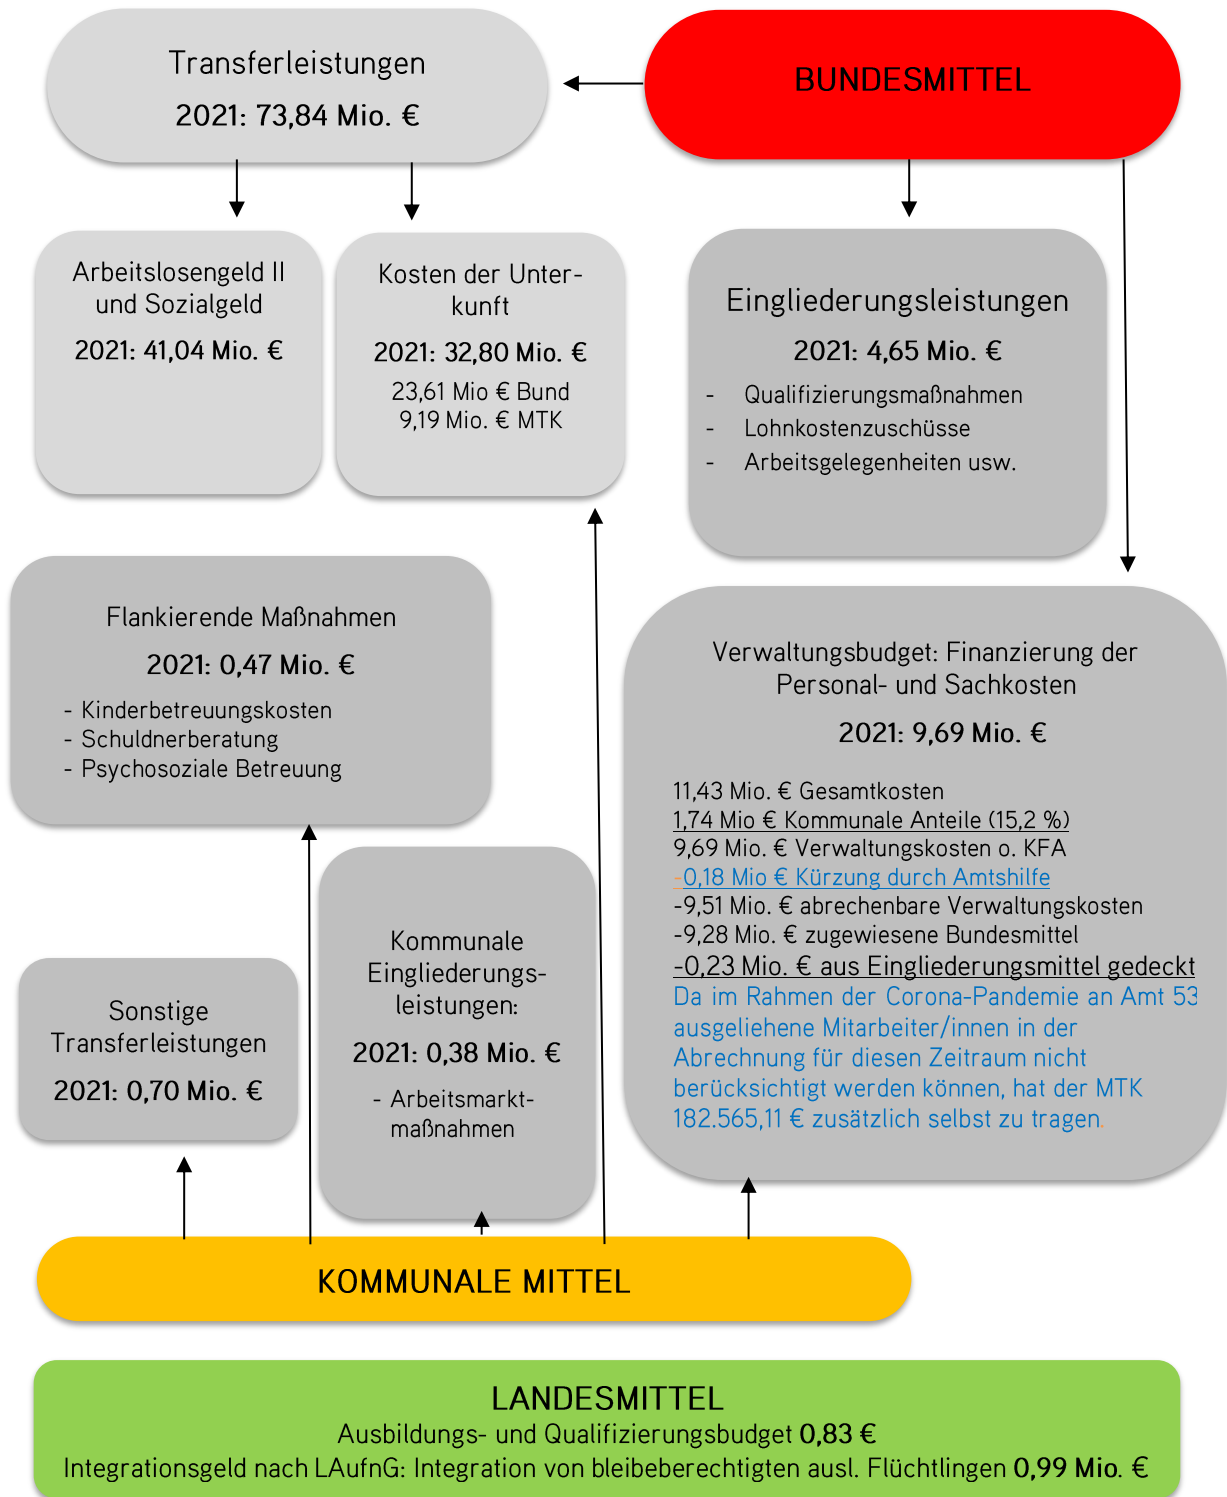 Transferleistungen
2021: 73,84 Mio. €
BUNDESMITTEL
Arbeitslosengeld II
und Sozialgeld
2021: 41,04 Mio. €
Kosten der Unter-
kunft
2021: 32,80 Mio. €
23,61 Mio € Bund
9,19 Mio. € MTK
Eingliederungsleistungen
2021: 4,65 Mio. €
- Qualifizierungsmaßnahmen
- Lohnkostenzuschüsse
- Arbeitsgelegenheiten usw.
Flankierende Maßnahmen
2021: 0,47 Mio. €
- Kinderbetreuungskosten
- Schuldnerberatung
- Psychosoziale Betreuung
Verwaltungsbudget: Finanzierung der
Personal- und Sachkosten
2021: 9,69 Mio. €
11,43 Mio. € Gesamtkosten
1,74 Mio € Kommunale Anteile (15,2 %)
9,69 Mio. € Verwaltungskosten o. KFA
-0,18 Mio € Kürzung durch Amtshilfe
-9,51 Mio. € abrechenbare Verwaltungskosten
-9,28 Mio. € zugewiesene Bundesmittel
-0,23 Mio. € aus Eingliederungsmittel gedeckt
Da im Rahmen der Corona-Pandemie an Amt 53
ausgeliehene Mitarbeiter/innen in der
Abrechnung für diesen Zeitraum nicht
berücksichtigt werden können, hat der MTK
182.565,11 € zusätzlich selbst zu tragen.
Kommunale
Eingliederungs-
leistungen:
2021: 0,38 Mio. €
- Arbeitsmarkt-
maßnahmen
Sonstige
Transferleistungen
2021: 0,70 Mio. €
KOMMUNALE MITTEL
LANDESMITTEL
Ausbildungs- und Qualifizierungsbudget 0,83 €
Integrationsgeld nach LAufnG: Integration von bleibeberechtigten ausl. Flüchtlingen 0,99 Mio. €